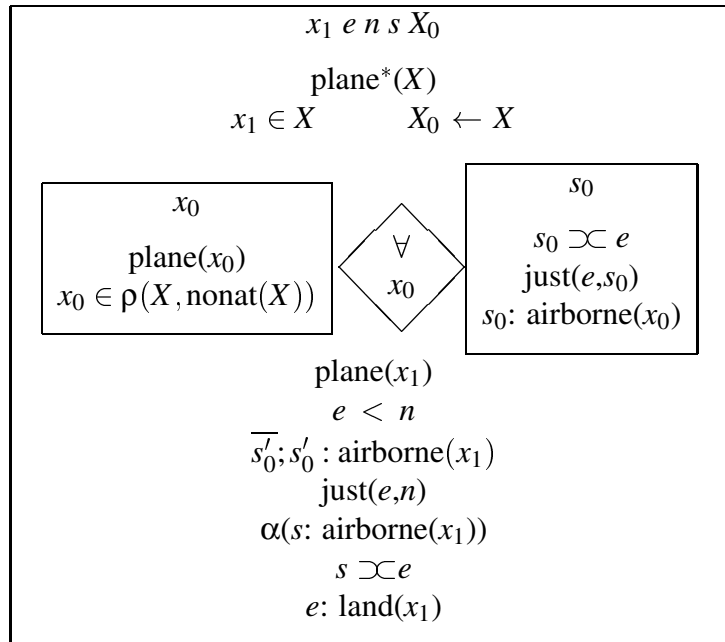 x₁ e n s X₀
plane*(X)
x₁ ∈ X X₀ ← X
x₀
plane(x₀)
x₀ ∈ ρ(X,nonat(X))
∀
x₀
s₀
s₀ ⊃⊂ e
just(e,s₀)
s₀: airborne(x₀)
plane(x₁)
e < n
s̅₀̅′̅; s₀′ : airborne(x₁)
just(e,n)
α(s: airborne(x₁))
s ⊃⊂ e
e: land(x₁)